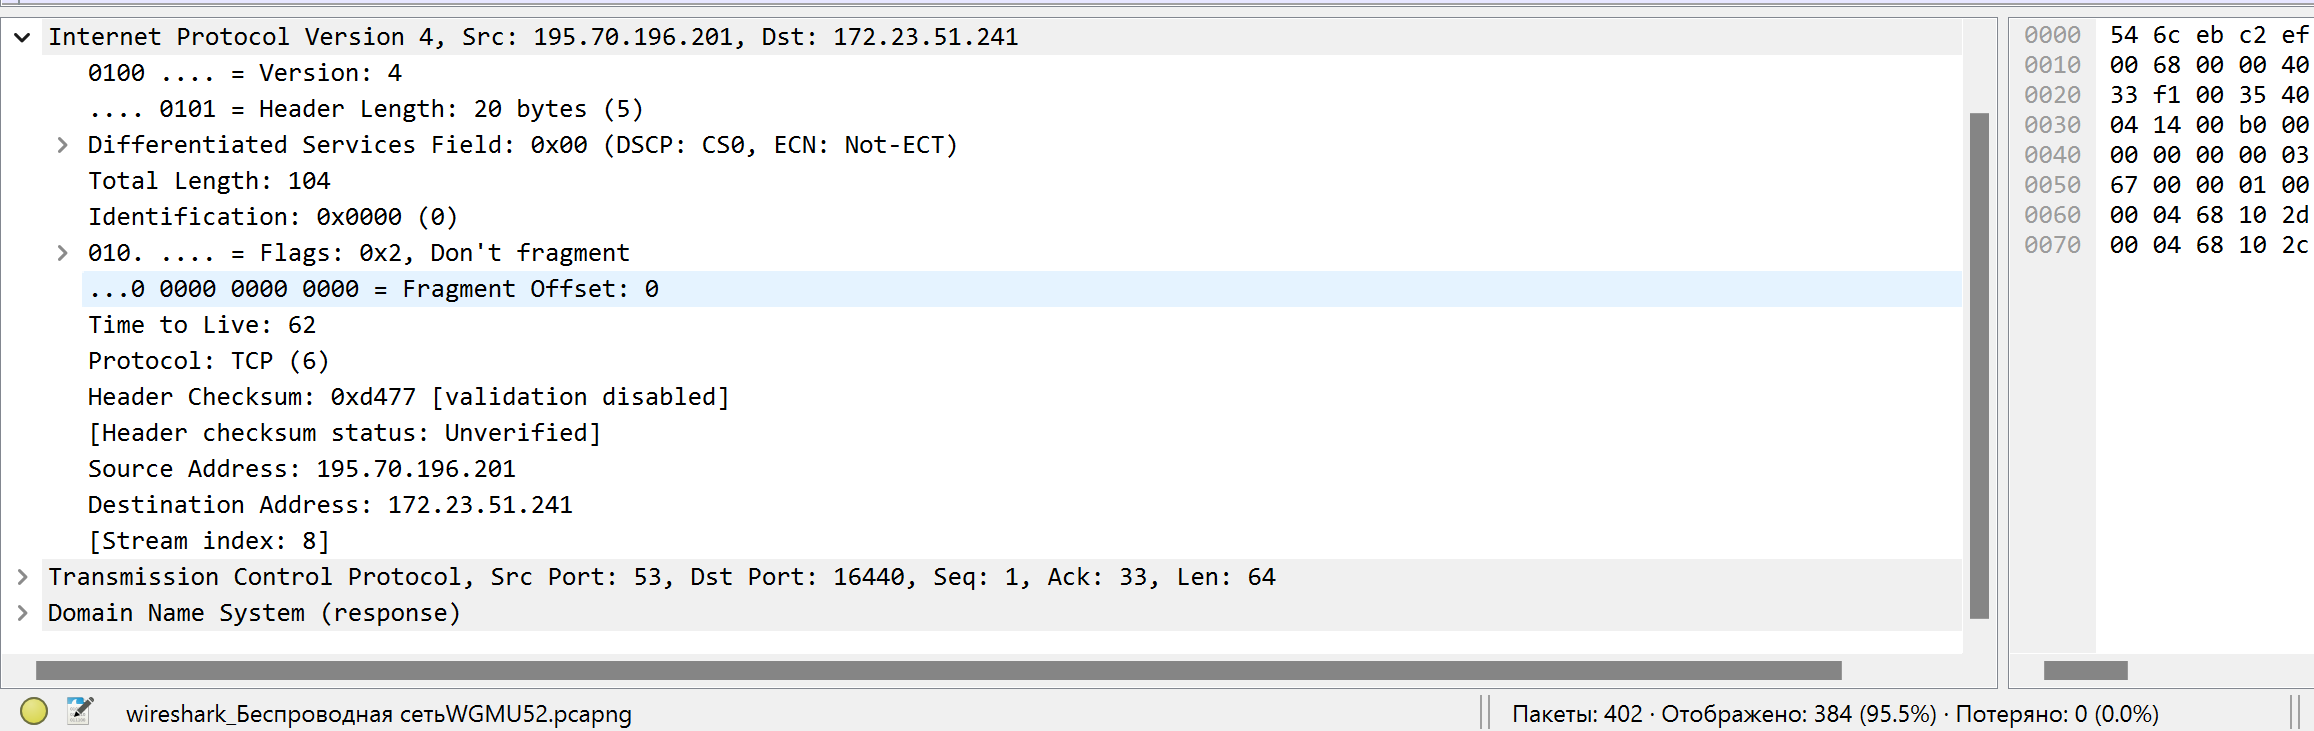 Internet Protocol Version 4, Src: 195.70.196.201, Dst: 172.23.51.241
0100 .... = Version: 4
.... 0101 = Header Length: 20 bytes (5)
Differentiated Services Field: 0x00 (DSCP: CS0, ECN: Not-ECT)
Total Length: 104
Identification: 0x0000 (0)
010. .... = Flags: 0x2, Don't fragment
...0 0000 0000 0000 = Fragment Offset: 0
Time to Live: 62
Protocol: TCP (6)
Header Checksum: 0xd477 [validation disabled]
[Header checksum status: Unverified]
Source Address: 195.70.196.201
Destination Address: 172.23.51.241
[Stream index: 8]
Transmission Control Protocol, Src Port: 53, Dst Port: 16440, Seq: 1, Ack: 33, Len: 64
Domain Name System (response)
0000 54 6c eb c2 ef
0010 00 68 00 00 40
0020 33 f1 00 35 40
0030 04 14 00 b0 00
0040 00 00 00 00 03
0050 67 00 00 01 00
0060 00 04 68 10 2d
0070 00 04 68 10 2c
wireshark_Беспроводная сетьWGMU52.pcapng
Пакеты: 402 · Отображено: 384 (95.5%) · Потеряно: 0 (0.0%)